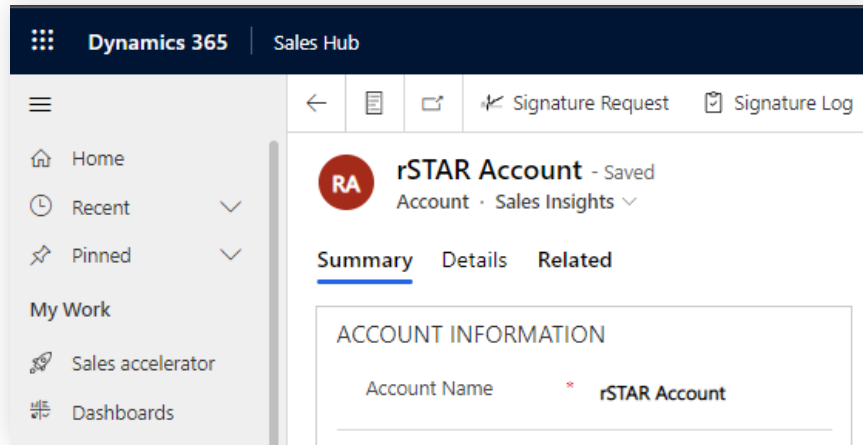 Dynamics 365 Sales Hub
Signature Request Signature Log
Home
Recent
Pinned
My Work
Sales accelerator
Dashboards
RA
rSTAR Account - Saved
Account · Sales Insights
Summary Details Related
ACCOUNT INFORMATION
Account Name * rSTAR Account